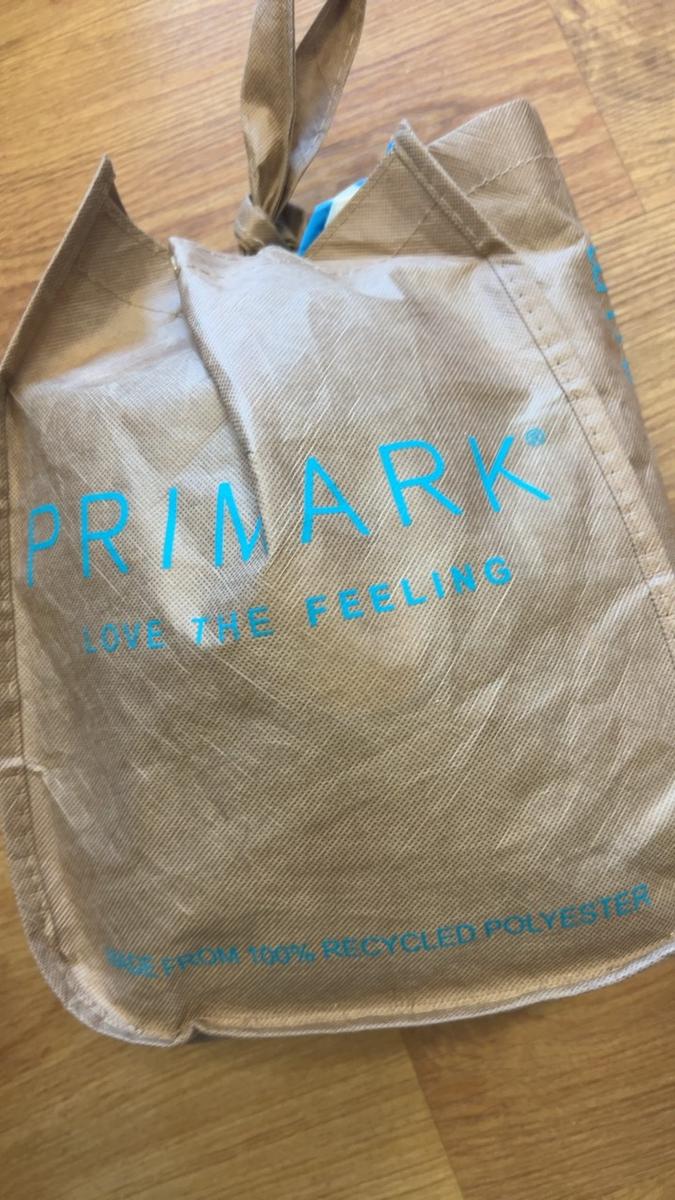 PRIMARK®
LOVE THE FEELING
MADE FROM 100% RECYCLED POLYESTER